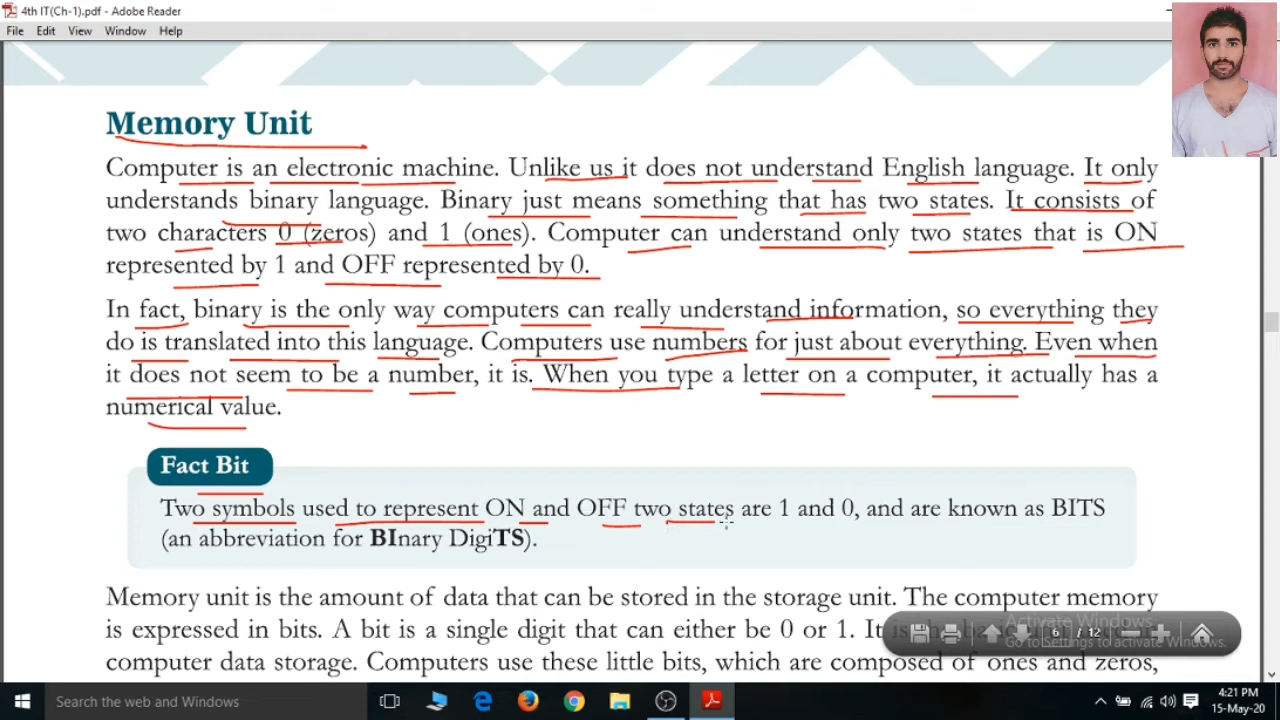 4th IT(Ch-1).pdf - Adobe Reader
File Edit View Window Help
Memory Unit
Computer is an electronic machine. Unlike us it does not understand English language. It only
understands binary language. Binary just means something that has two states. It consists of
two characters 0 (zeros) and 1 (ones). Computer can understand only two states that is ON
represented by 1 and OFF represented by 0.
In fact, binary is the only way computers can really understand information, so everything they
do is translated into this language. Computers use numbers for just about everything. Even when
it does not seem to be a number, it is. When you type a letter on a computer, it actually has a
numerical value.
Fact Bit
Two symbols used to represent ON and OFF two states are 1 and 0, and are known as BITS
(an abbreviation for BInary DigiTS).
Memory unit is the amount of data that can be stored in the storage unit. The computer memory
is expressed in bits. A bit is a single digit that can either be 0 or 1. It
computer data storage. Computers use these little bits, which are composed of ones and zeros,
Activate Windows
Go to Settings to activate Windows.
6 / 12
Search the web and Windows
4:21 PM
15-May-20